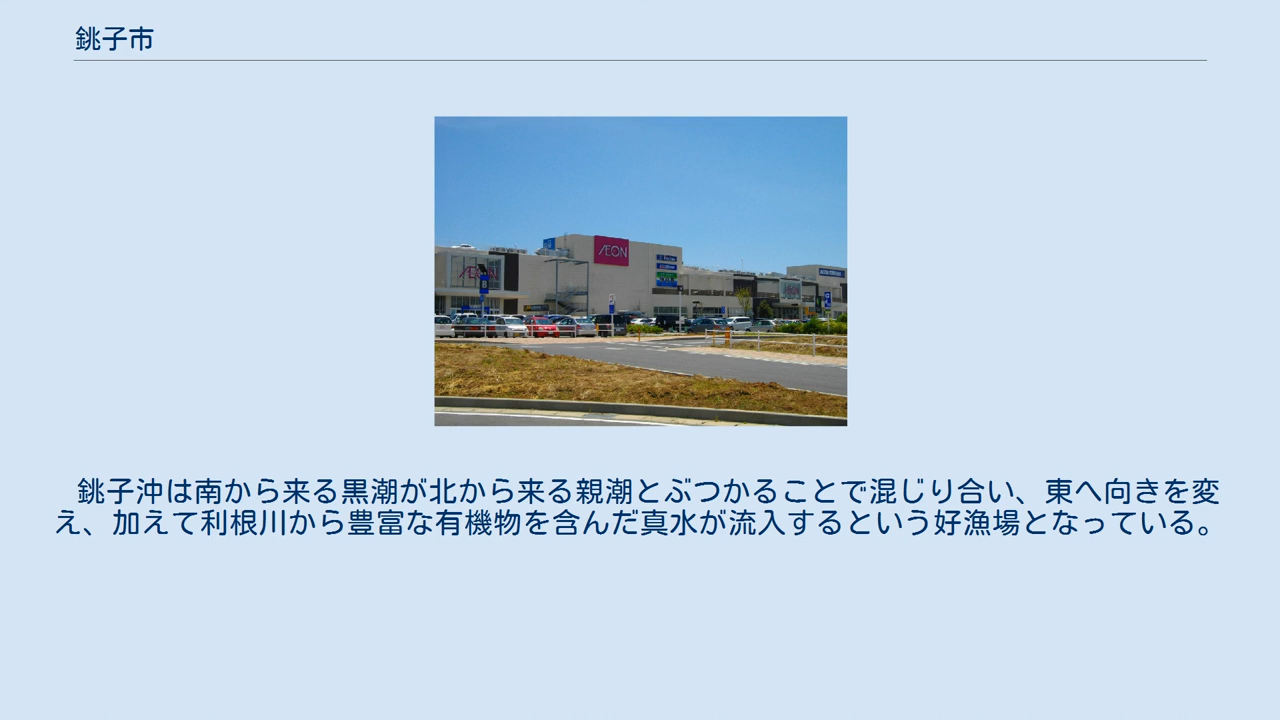 銚子市
ÆON
ÆON
銚子沖は南から来る黒潮が北から来る親潮とぶつかることで混じり合い、東へ向きを変
え、加えて利根川から豊富な有機物を含んだ真水が流入するという好漁場となっている。